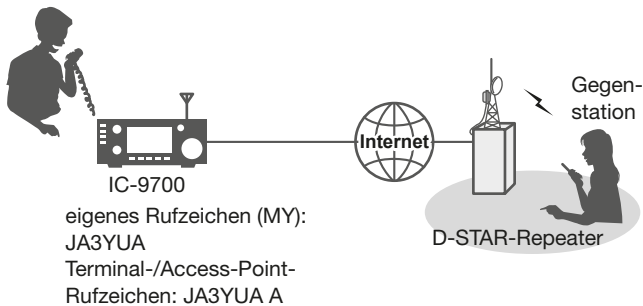 Internet
Gegen-
station
IC-9700
eigenes Rufzeichen (MY):
JA3YUA
Terminal-/Access-Point-
Rufzeichen: JA3YUA A
D-STAR-Repeater